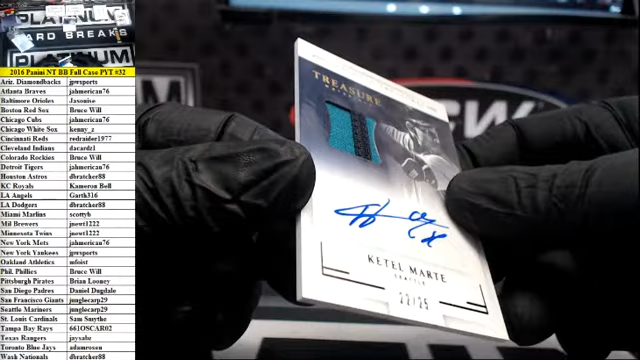 PLATINUM
CARD BREAKS
PLATINUM
2016 Panini NT BB Full Case PYT #32
Ariz. Diamondbacks jpwsports
Atlanta Braves jahmerican76
Baltimore Orioles Jaxonise
Boston Red Sox Bruce Will
Chicago Cubs jahmerican76
Chicago White Sox kenny_z
Cincinnati Reds redraider1977
Cleveland Indians dacardz1
Colorado Rockies Bruce Will
Detroit Tigers jahmerican76
Houston Astros dbratcher88
KC Royals Kameron Bell
LA Angels Garth316
LA Dodgers dbratcher88
Miami Marlins scottyb
Mil Brewers jnewt1222
Minnesota Twins jnewt1222
New York Mets jahmerican76
New York Yankees jpwsports
Oakland Athletics mfoist
Phil. Phillies Bruce Will
Pittsburgh Pirates Brian Looney
San Diego Padres Daniel Dugdale
San Francisco Giants junglecarp29
Seattle Mariners junglecarp29
St. Louis Cardinals Sam Smythe
Tampa Bay Rays 661OSCAR02
Texas Rangers jaysabr
Toronto Blue Jays adamrosen
Wash Nationals dbratcher88
TREASURE
KETEL MARTE
SEATTLE
22/25